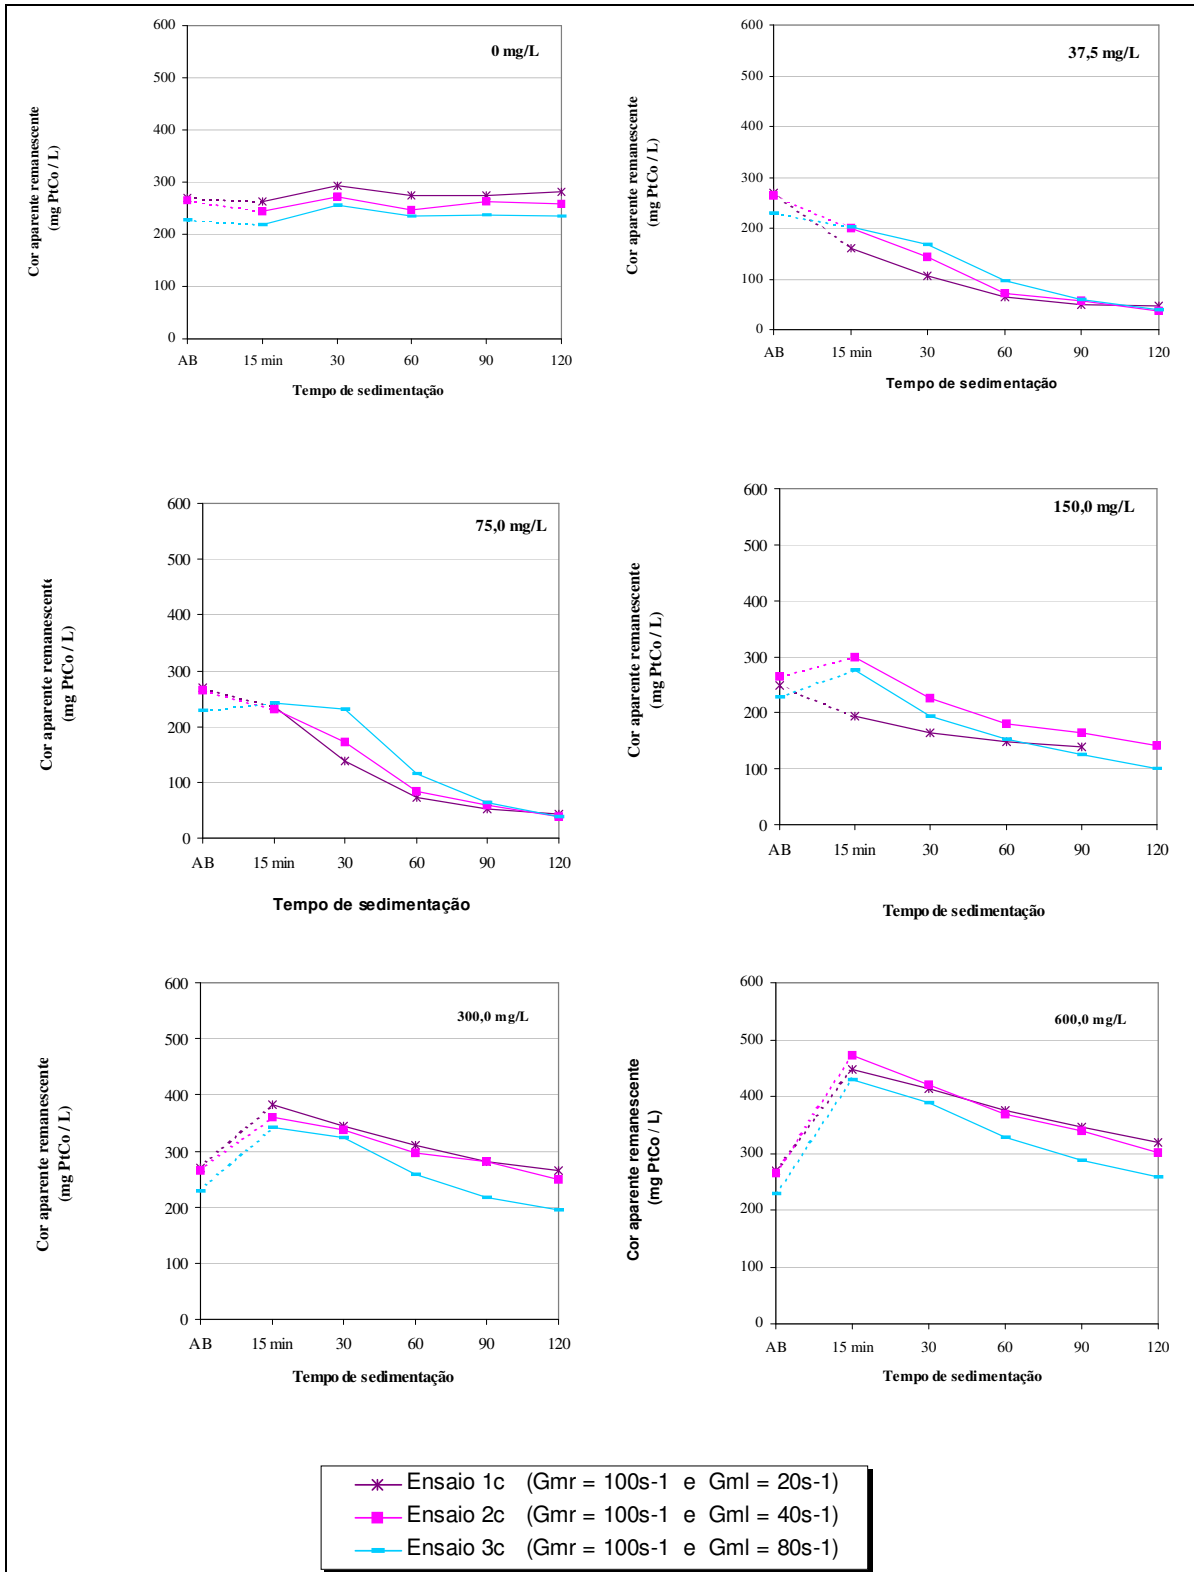 600
500
400
300
200
100
0
0 mg/L
Cor aparente remanescente
(mg PtCo / L)
AB 15 min 30 60 90 120
Tempo de sedimentação
600
500
400
300
200
100
0
37,5 mg/L
Cor aparente remanescente
(mg PtCo / L)
AB 15 min 30 60 90 120
Tempo de sedimentação
600
500
400
300
200
100
0
75,0 mg/L
Cor aparente remanescente
(mg PtCo / L)
AB 15 min 30 60 90 120
Tempo de sedimentação
600
500
400
300
200
100
0
150,0 mg/L
Cor aparente remanescente
(mg PtCo / L)
AB 15 min 30 60 90 120
Tempo de sedimentação
600
500
400
300
200
100
0
300,0 mg/L
Cor aparente remanescente
(mg PtCo / L)
AB 15 min 30 60 90 120
Tempo de sedimentação
600
500
400
300
200
100
0
600,0 mg/L
Cor aparente remanescente
(mg PtCo / L)
AB 15 min 30 60 90 120
Tempo de sedimentação
Ensaio 1c (Gmr = 100s-1 e Gml = 20s-1)
Ensaio 2c (Gmr = 100s-1 e Gml = 40s-1)
Ensaio 3c (Gmr = 100s-1 e Gml = 80s-1)